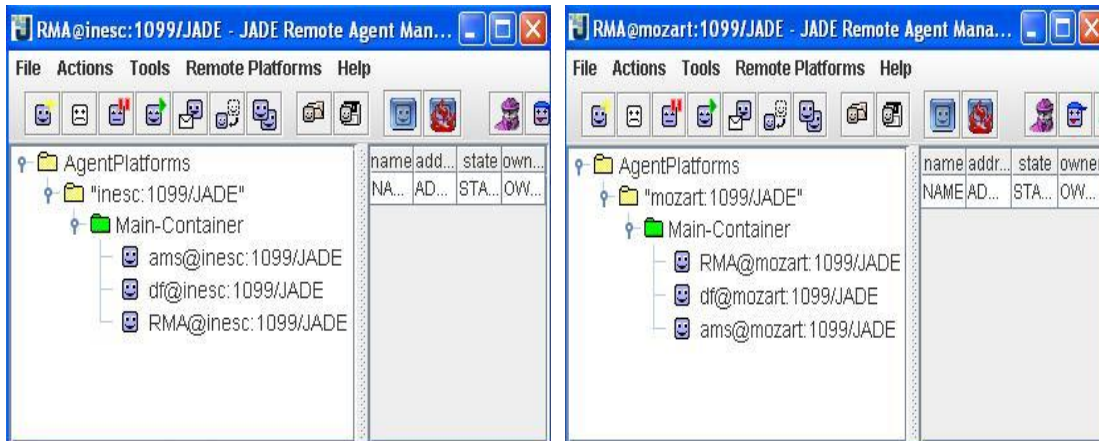 RMA@inesc:1099/JADE - JADE Remote Agent Man...
File Actions Tools Remote Platforms Help
AgentPlatforms
"inesc:1099/JADE"
Main-Container
ams@inesc:1099/JADE
df@inesc:1099/JADE
RMA@inesc:1099/JADE
name add... state own...
NA... AD... STA... OW...
RMA@mozart:1099/JADE - JADE Remote Agent Mana...
File Actions Tools Remote Platforms Help
AgentPlatforms
"mozart:1099/JADE"
Main-Container
RMA@mozart:1099/JADE
df@mozart:1099/JADE
ams@mozart:1099/JADE
name addr... state owner
NAME AD... STA... OW...